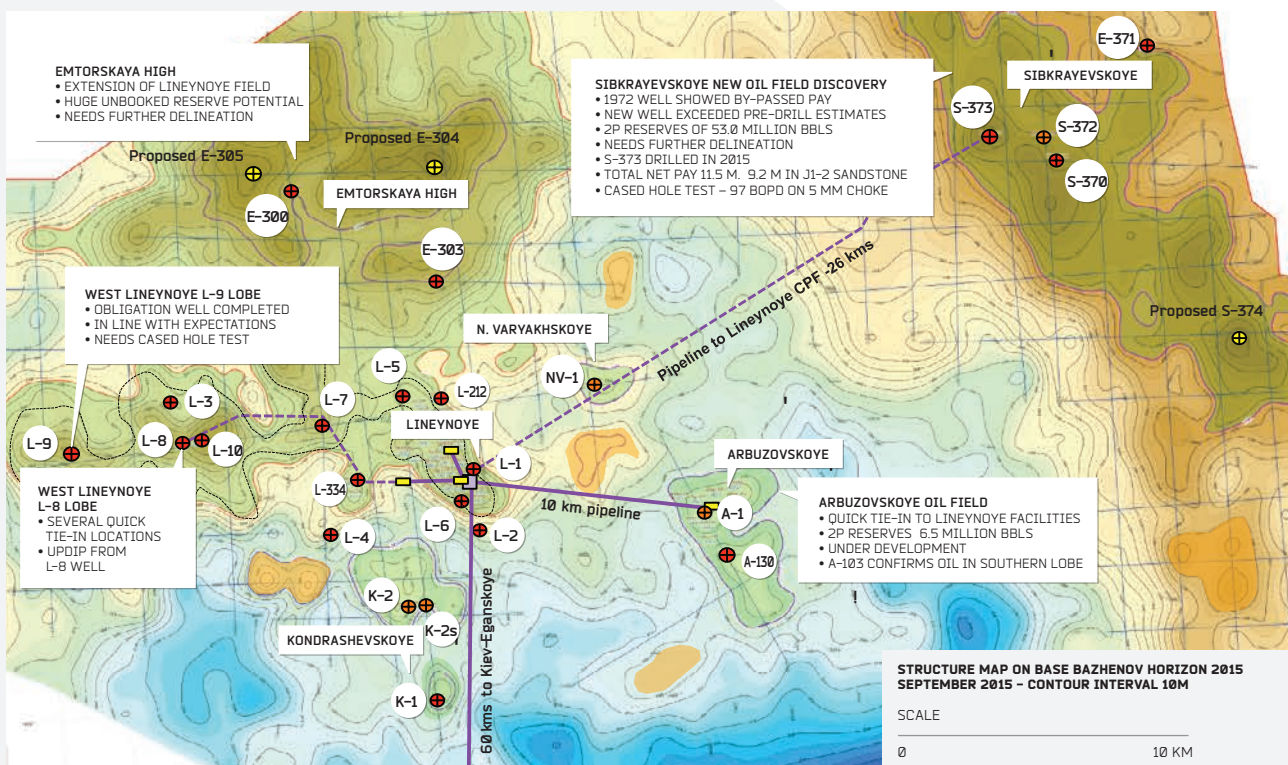 EMTORSKAYA HIGH
• EXTENSION OF LINEYNOYE FIELD
• HUGE UNBOOKED RESERVE POTENTIAL
• NEEDS FURTHER DELINEATION
Proposed E-305
Proposed E-304
E-300
EMTORSKAYA HIGH
E-303
SIBKRAYEVSKOYE NEW OIL FIELD DISCOVERY
• 1972 WELL SHOWED BY-PASSED PAY
• NEW WELL EXCEEDED PRE-DRILL ESTIMATES
• 2P RESERVES OF 53.0 MILLION BBLS
• NEEDS FURTHER DELINEATION
• S-373 DRILLED IN 2015
• TOTAL NET PAY 11.5 M. 9.2 M IN J1-2 SANDSTONE
• CASED HOLE TEST – 97 BOPD ON 5 MM CHOKE
E-371
SIBKRAYEVSKOYE
S-373
S-372
S-370
Proposed S-374
Pipeline to Lineynoye CPF -26 kms
WEST LINEYNOYE L-9 LOBE
• OBLIGATION WELL COMPLETED
• IN LINE WITH EXPECTATIONS
• NEEDS CASED HOLE TEST
N. VARYAKHSKOYE
NV-1
L-5
L-212
L-3
L-7
LINEYNOYE
L-9
L-8
L-10
L-1
L-334
WEST LINEYNOYE
L-8 LOBE
• SEVERAL QUICK
TIE-IN LOCATIONS
• UPDIP FROM
L-8 WELL
L-6
L-2
L-4
10 km pipeline
ARBUZOVSKOYE
A-1
A-130
ARBUZOVSKOYE OIL FIELD
• QUICK TIE-IN TO LINEYNOYE FACILITIES
• 2P RESERVES 6.5 MILLION BBLS
• UNDER DEVELOPMENT
• A-103 CONFIRMS OIL IN SOUTHERN LOBE
K-2
K-2s
KONDRASHEVSKOYE
K-1
60 kms to Kiev-Eganskoye
STRUCTURE MAP ON BASE BAZHENOV HORIZON 2015
SEPTEMBER 2015 – CONTOUR INTERVAL 10M
SCALE
0 10 KM